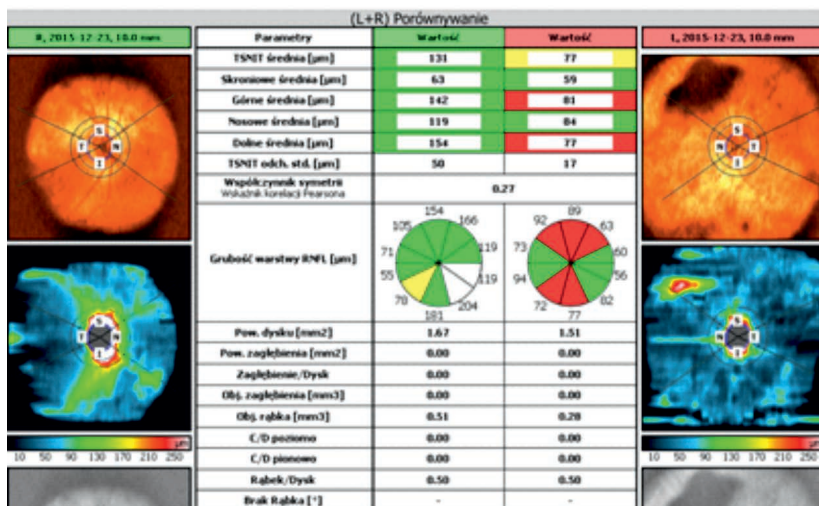 (L+R) Porównywanie
R, 2015-12-23, 10.0 mm
Parametry Wartość Wartość
L, 2015-12-23, 10.0 mm
TSNIT średnia [µm] 131 77
Skroniowe średnia [µm] 63 59
Górne średnia [µm] 142 81
Nosowe średnia [µm] 119 84
Dolne średnia [µm] 154 77
TSNIT odch. std. [µm] 50 17
Współczynnik symetrii
Wskaźnik korelacji Pearsona
0.27
S
T N
I
S
N T
I
Grubość warstwy RNFL [µm]
154
105 166
71 119
55 119
78 204
181
89
92 63
73 60
94 56
72 82
77
S
T N
I
S
N T
I
Pow. dysku [mm2] 1.67 1.51
Pow. zagłębienia [mm2] 0.00 0.00
Zagłębienie/Dysk 0.00 0.00
Obj. zagłębienia [mm3] 0.00 0.00
Obj. rąbka [mm3] 0.51 0.28
C/D poziomo 0.00 0.00
C/D pionowo 0.00 0.00
Rąbek/Dysk 0.50 0.50
Brak Rąbka [°] - -
µm
10 50 90 130 170 210 250
µm
10 50 90 130 170 210 250